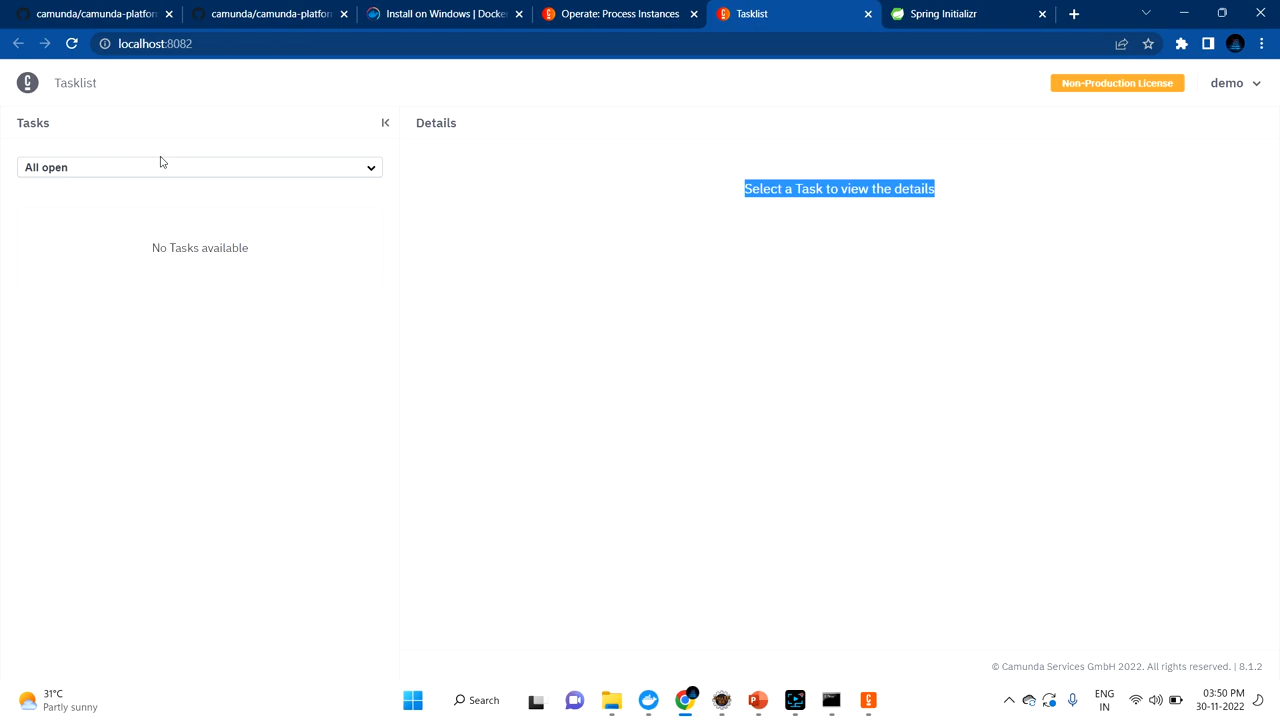 camunda/camunda-platforn
camunda/camunda-platforn
Install on Windows | Docke
Operate: Process Instances
Tasklist
Spring Initializr
localhost:8082
Tasklist
Non-Production License
demo
Tasks
Details
All open
Select a Task to view the details
No Tasks available
© Camunda Services GmbH 2022. All rights reserved. | 8.1.2
31°C
Partly sunny
Search
ENG
IN
03:50 PM
30-11-2022